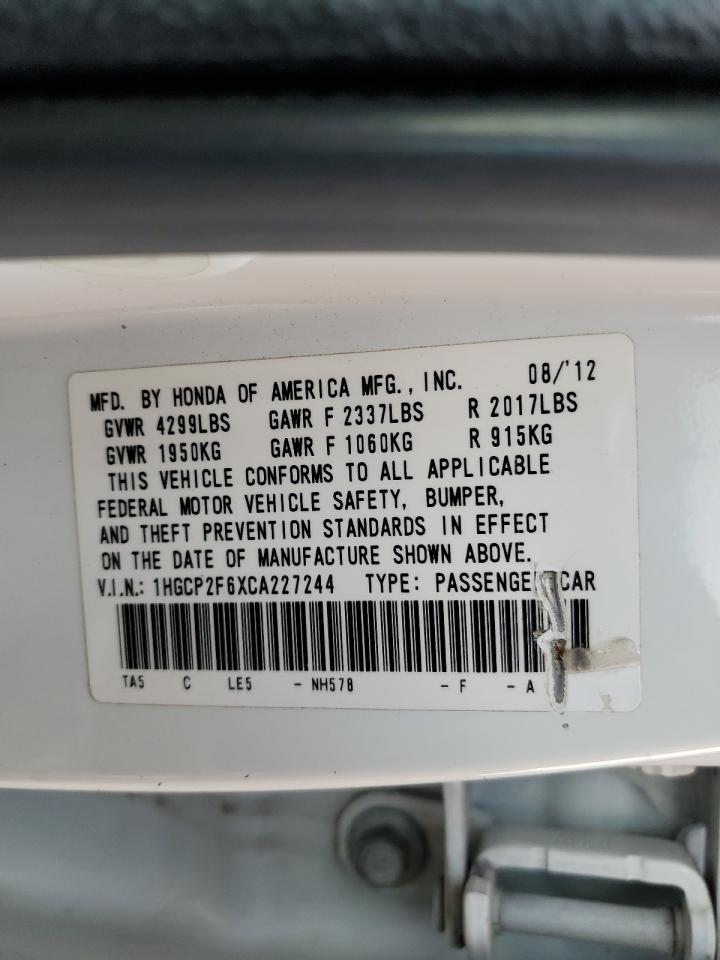 MFD. BY HONDA OF AMERICA MFG., INC. 08/'12
GVWR 4299LBS GAWR F 2337LBS R 2017LBS
GVWR 1950KG GAWR F 1060KG R 915KG
THIS VEHICLE CONFORMS TO ALL APPLICABLE
FEDERAL MOTOR VEHICLE SAFETY, BUMPER,
AND THEFT PREVENTION STANDARDS IN EFFECT
ON THE DATE OF MANUFACTURE SHOWN ABOVE.
V.I.N.: 1HGCP2F6XCA227244 TYPE: PASSENGER CAR
TA5 C LE5 - NH578 - F - A